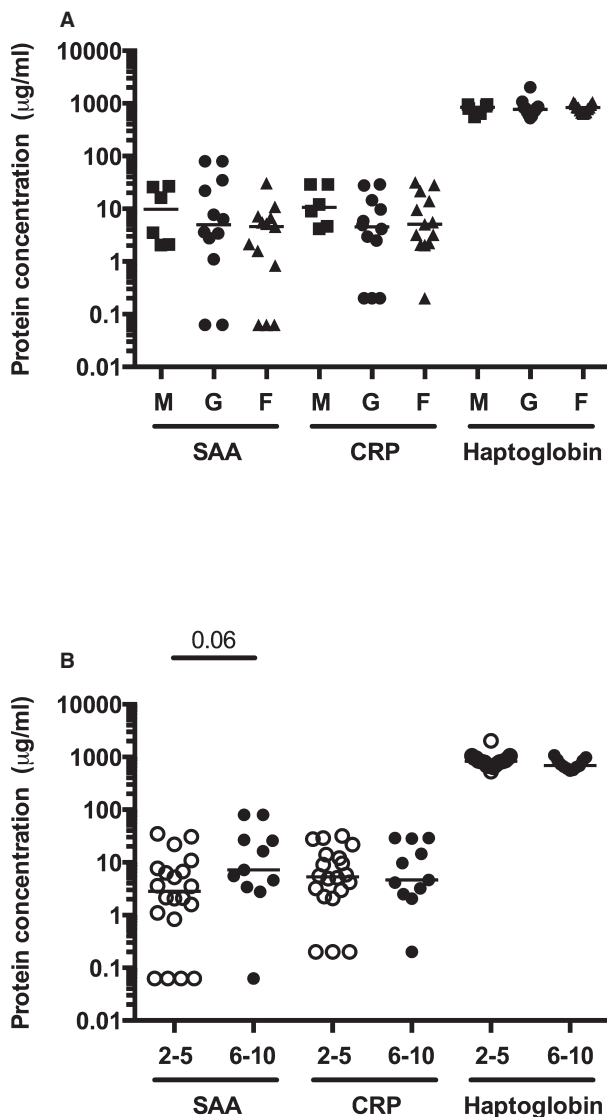 A
Protein concentration (µg/ml)
10000
1000
100
10
1
0.1
0.01
M G F M G F M G F
SAA CRP Haptoglobin
0.06
B
Protein concentration (µg/ml)
10000
1000
100
10
1
0.1
0.01
2-5 6-10 2-5 6-10 2-5 6-10
SAA CRP Haptoglobin